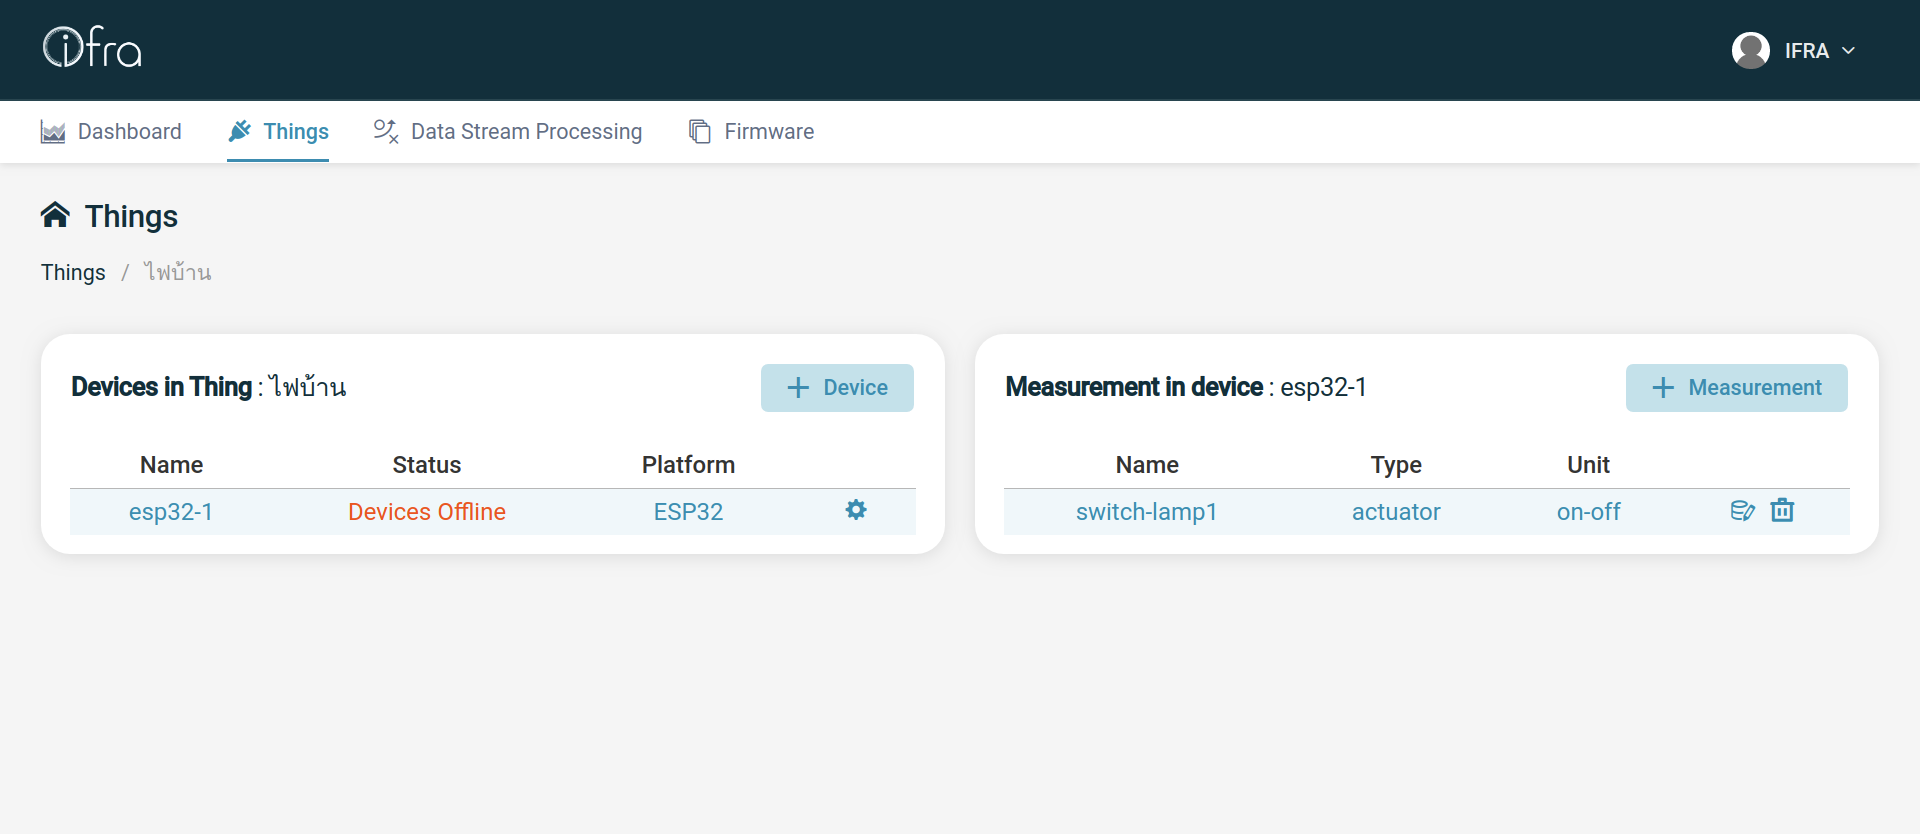 ifra
IFRA
Dashboard Things Data Stream Processing Firmware
Things
Things / ไฟบ้าน
Devices in Thing : ไฟบ้าน
+ Device
Name Status Platform
esp32-1 Devices Offline ESP32
Measurement in device : esp32-1
+ Measurement
Name Type Unit
switch-lamp1 actuator on-off